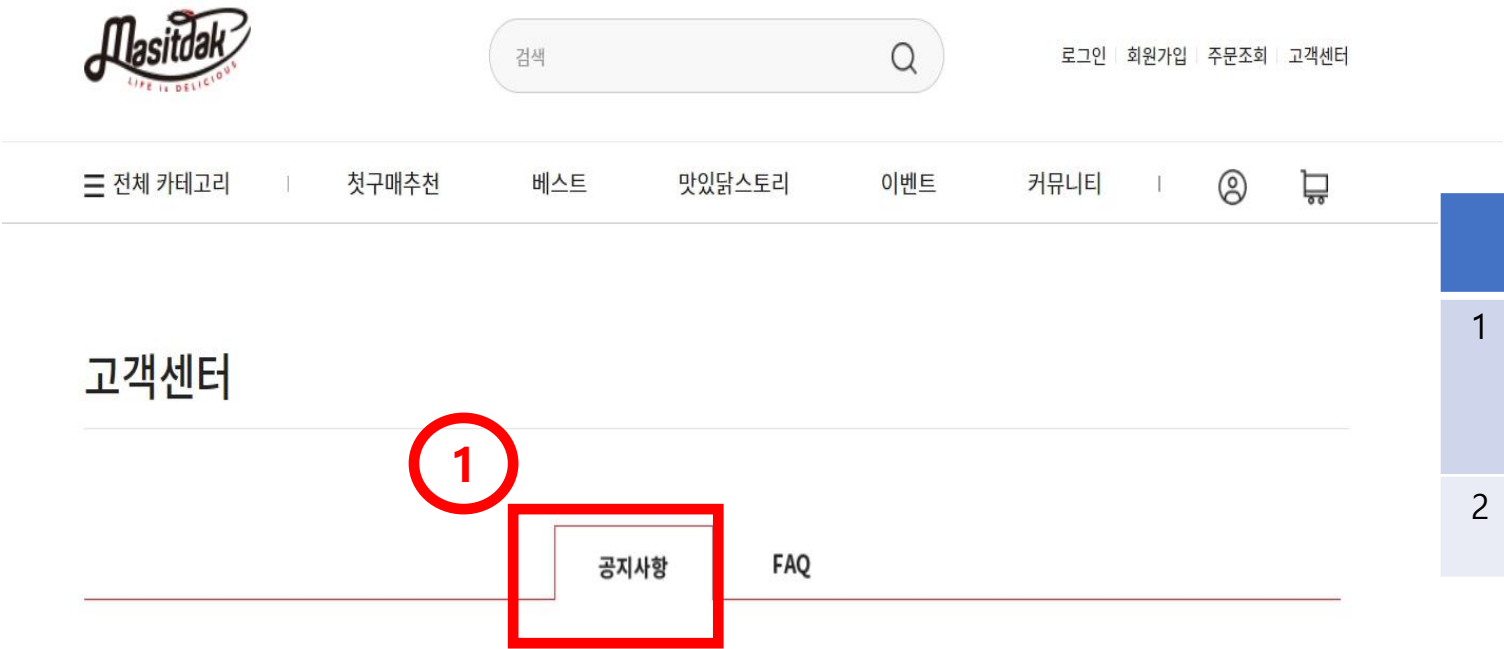 Masitdak
LIFE is DELICIOUS
검색
로그인 회원가입 주문조회 고객센터
전체 카테고리 첫구매추천 베스트 맛있닭스토리 이벤트 커뮤니티
고객센터
1
공지사항 FAQ
1
2